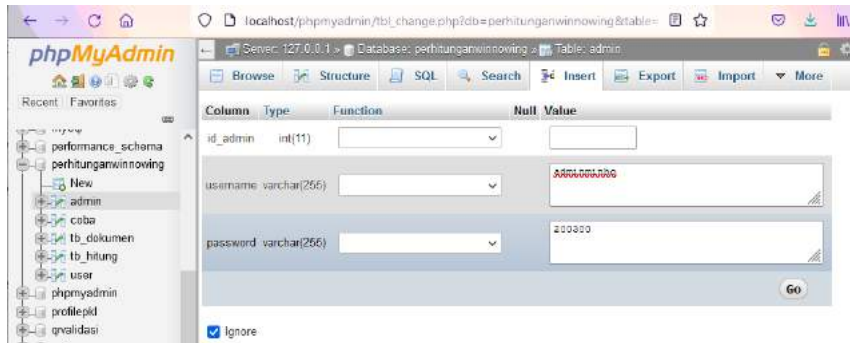 localhost/phpmyadmin/tbl_change.php?db=perhitunganwinnowing&table=
phpMyAdmin
Recent Favorites
performance_schema
perhitunganwinnowing
New
admin
coba
tb_dokumen
tb_hitung
user
phpmyadmin
profilepkl
qrvalidasi
Server: 127.0.0.1 » Database: perhitunganwinnowing » Table: admin
Browse Structure SQL Search Insert Export Import More
Column Type Function Null Value
id_admin int(11)
username varchar(255)
password varchar(255)
Go
Ignore